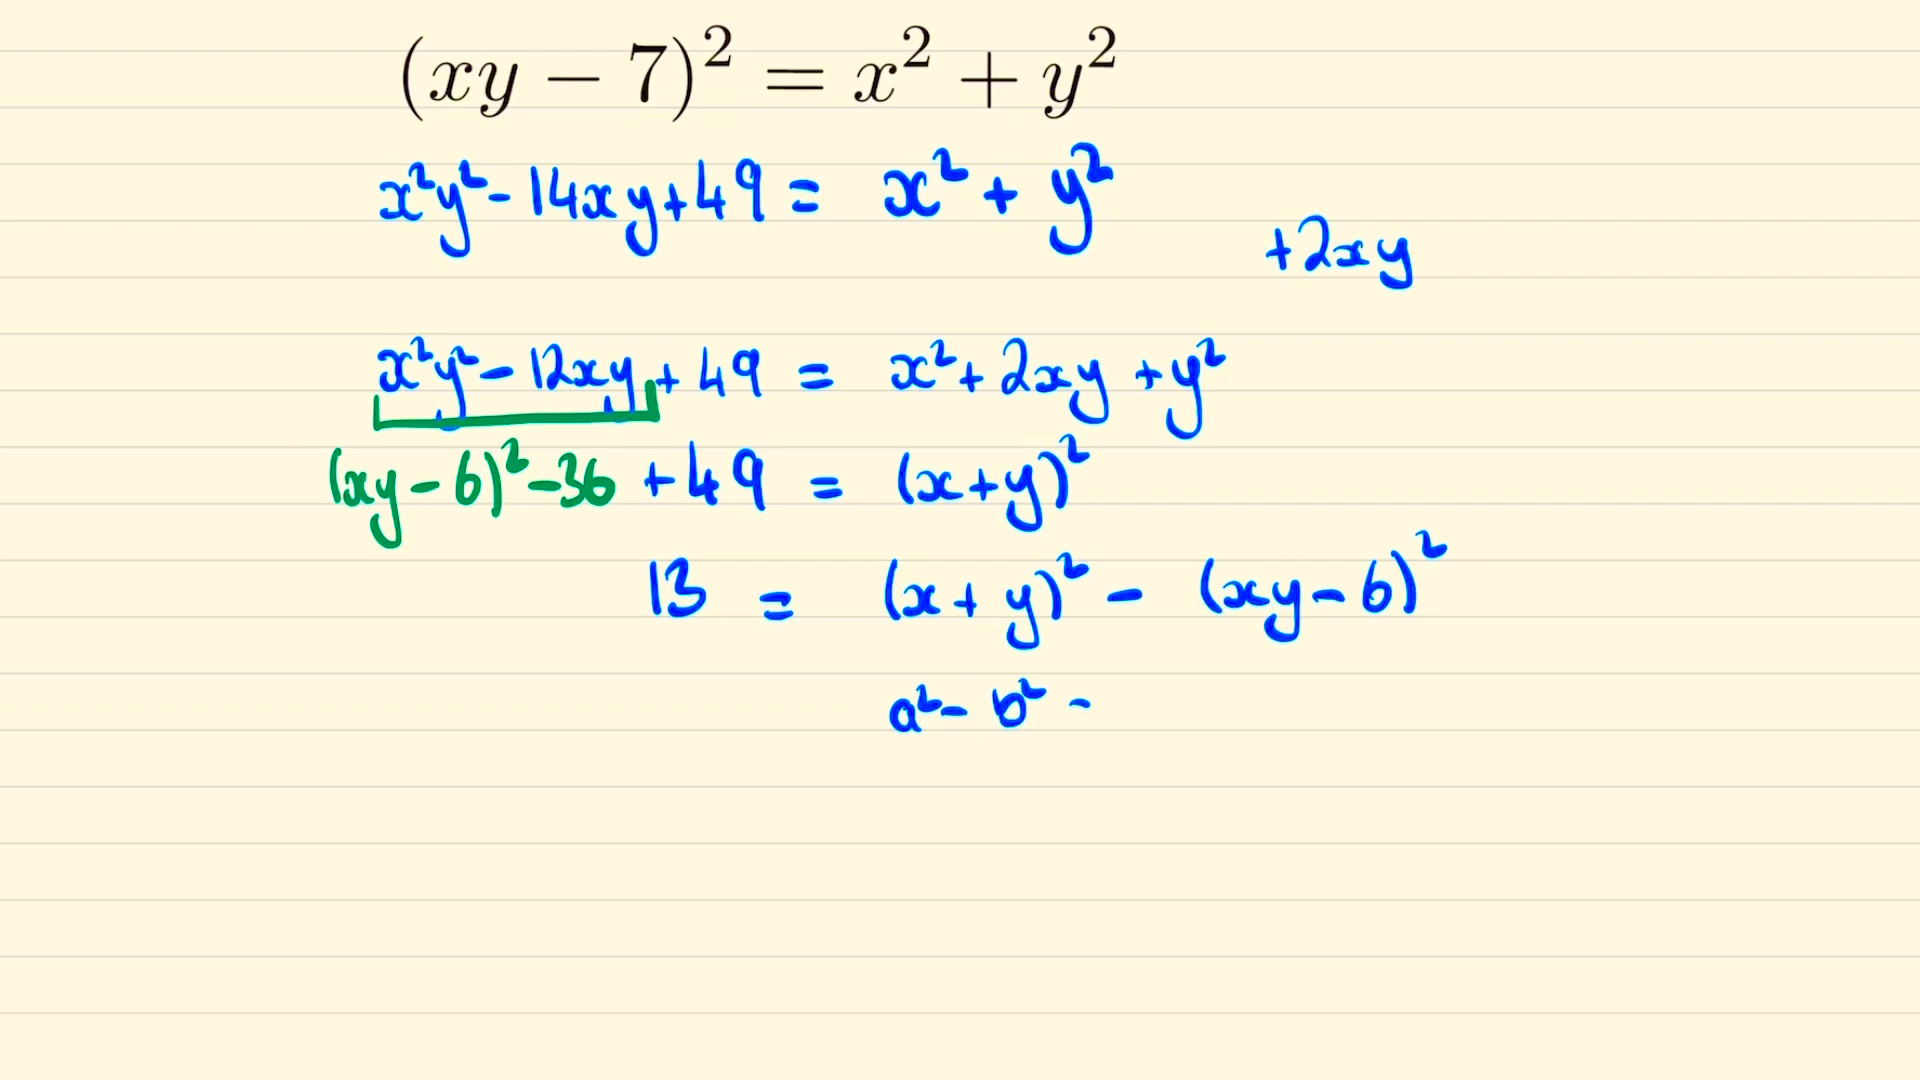 (xy − 7)² = x² + y²
x²y² - 14xy + 49 = x² + y²
+2xy
x²y² - 12xy + 49 = x² + 2xy + y²
(xy - 6)² - 36 + 49 = (x+y)²
13 = (x + y)² - (xy - 6)²
a² - b² -